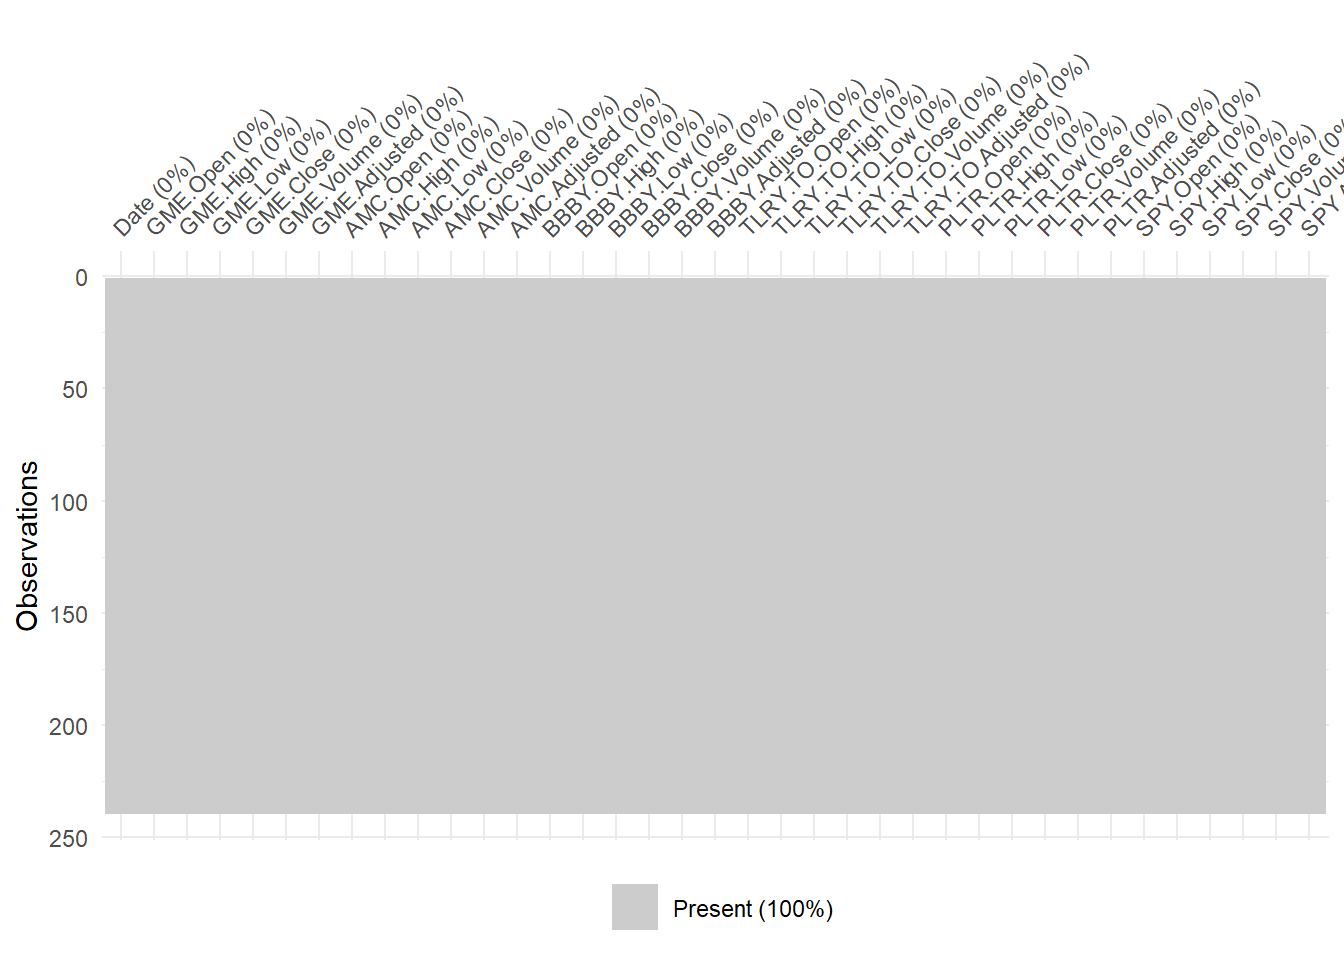 Date (0%)
GME.Open (0%)
GME.High (0%)
GME.Low (0%)
GME.Close (0%)
GME.Volume (0%)
GME.Adjusted (0%)
AMC.Open (0%)
AMC.High (0%)
AMC.Low (0%)
AMC.Close (0%)
AMC.Volume (0%)
AMC.Adjusted (0%)
BBBY.Open (0%)
BBBY.High (0%)
BBBY.Low (0%)
BBBY.Close (0%)
BBBY.Volume (0%)
BBBY.Adjusted (0%)
TLRY.TO.Open (0%)
TLRY.TO.High (0%)
TLRY.TO.Low (0%)
TLRY.TO.Close (0%)
TLRY.TO.Volume (0%)
TLRY.TO.Adjusted (0%)
PLTR.Open (0%)
PLTR.High (0%)
PLTR.Low (0%)
PLTR.Close (0%)
PLTR.Volume (0%)
PLTR.Adjusted (0%)
SPY.Open (0%)
SPY.High (0%)
SPY.Low (0%)
SPY.Close (0%
SPY.Volu
SPY.
0
50
100
150
200
250
Observations
Present (100%)